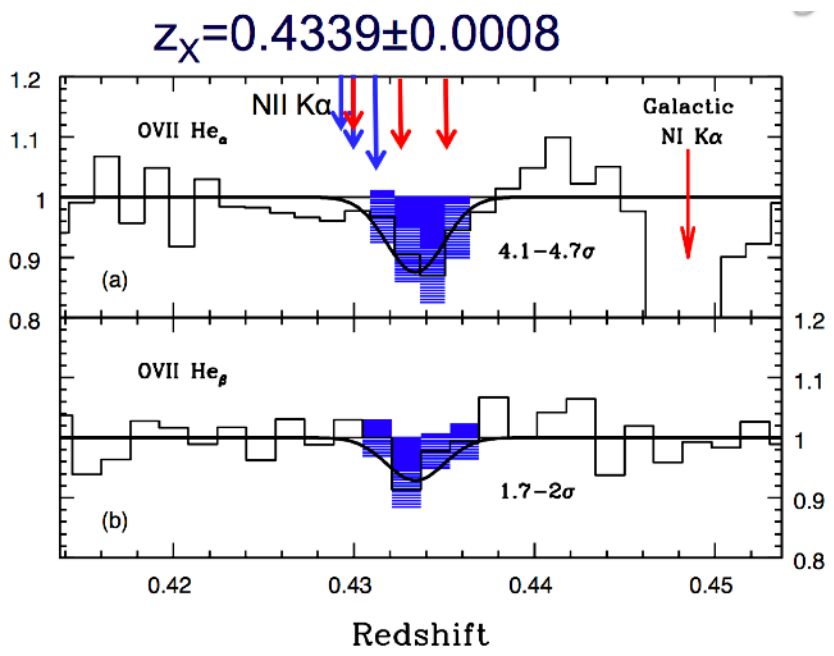 z_X=0.4339±0.0008
1.2
NII Kα
Galactic
NI Kα
OVII He_α
1.1
1
0.9
4.1−4.7σ
(a)
0.8
1.2
OVII He_β
1.1
1
1.7−2σ
0.9
(b)
0.8
0.42 0.43 0.44 0.45
Redshift